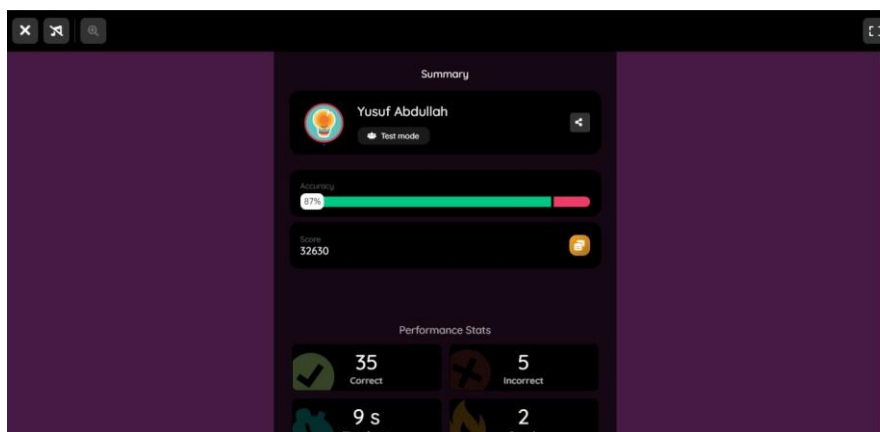 Summary
Yusuf Abdullah
Test mode
Accuracy
87%
Score
32630
Performance Stats
35
Correct
5
Incorrect
9 s
2